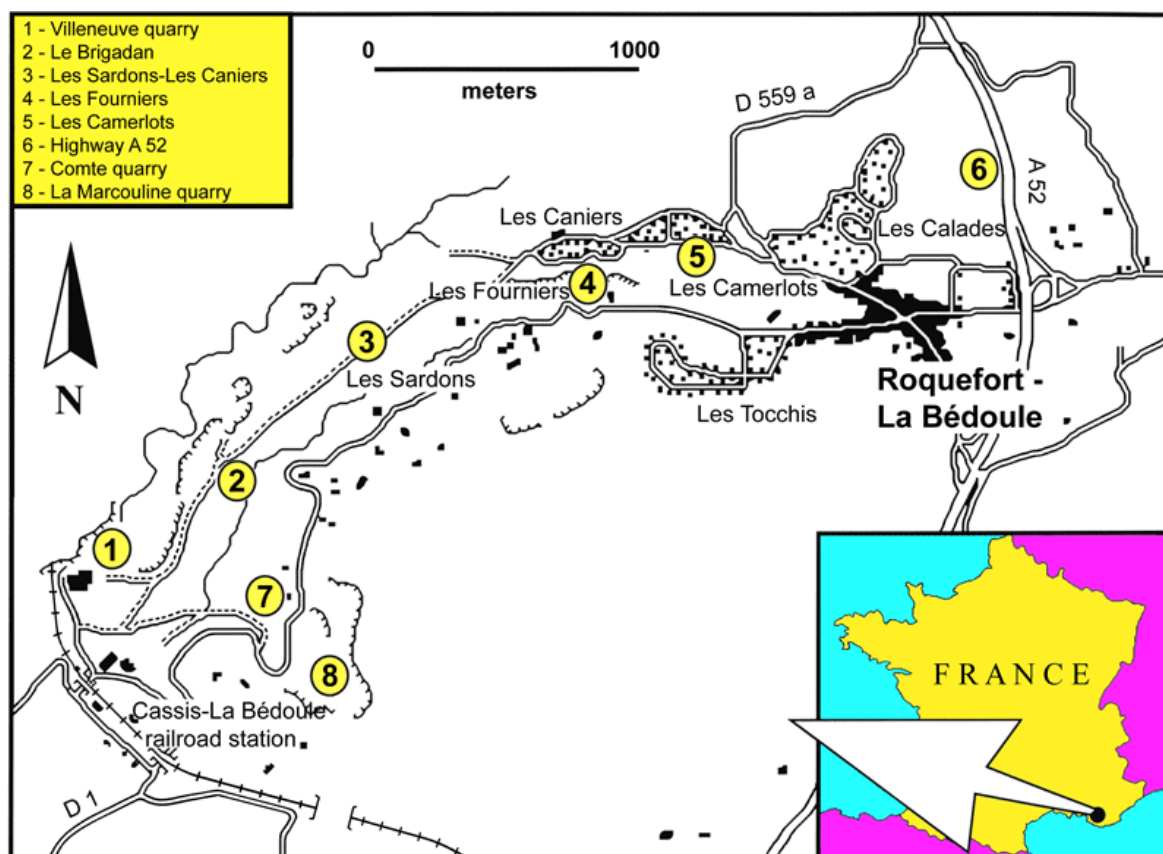 1 - Villeneuve quarry
2 - Le Brigadan
3 - Les Sardons-Les Caniers
4 - Les Fourniers
5 - Les Camerlots
6 - Highway A 52
7 - Comte quarry
8 - La Marcouline quarry
0 1000
meters
D 559 a
6
A 52
Les Caniers
Les Calades
5
4
Les Fourniers
Les Camerlots
N
3
Les Sardons
Roquefort -
La Bédoule
Les Tocchis
2
1
7
8
Cassis-La Bédoule
railroad station
D 1
FRANCE